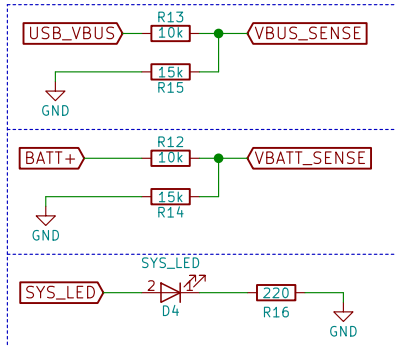 R13
USB_VBUS 10k VBUS_SENSE
15k
R15
GND
R12
BATT+ 10k VBATT_SENSE
15k
R14
GND
SYS_LED
SYS_LED 2 1 220
D4 R16
GND